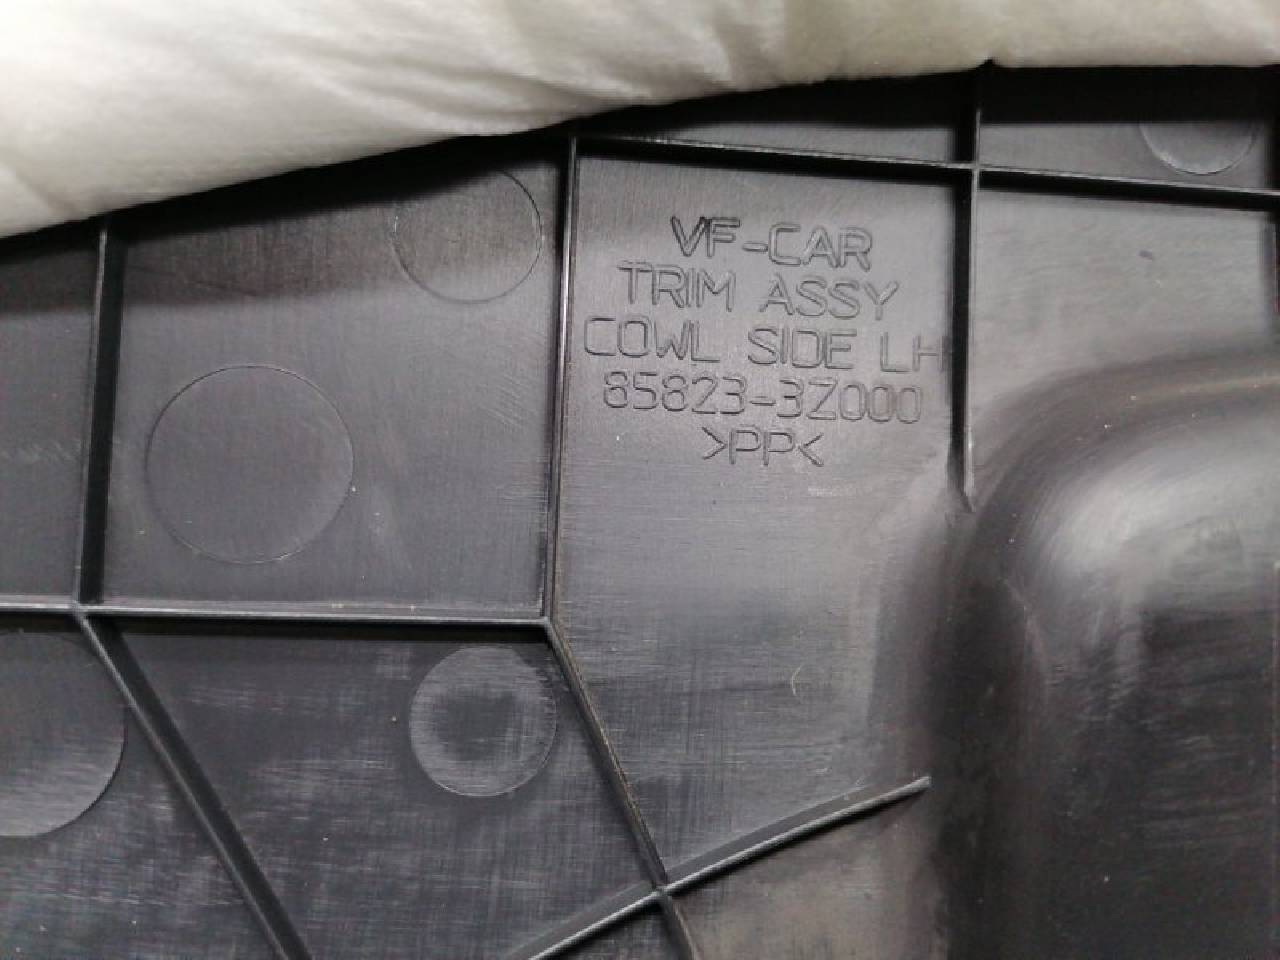 VF-CAR
TRIM ASSY
COWL SIDE LH
85823-3Z000
>PP<